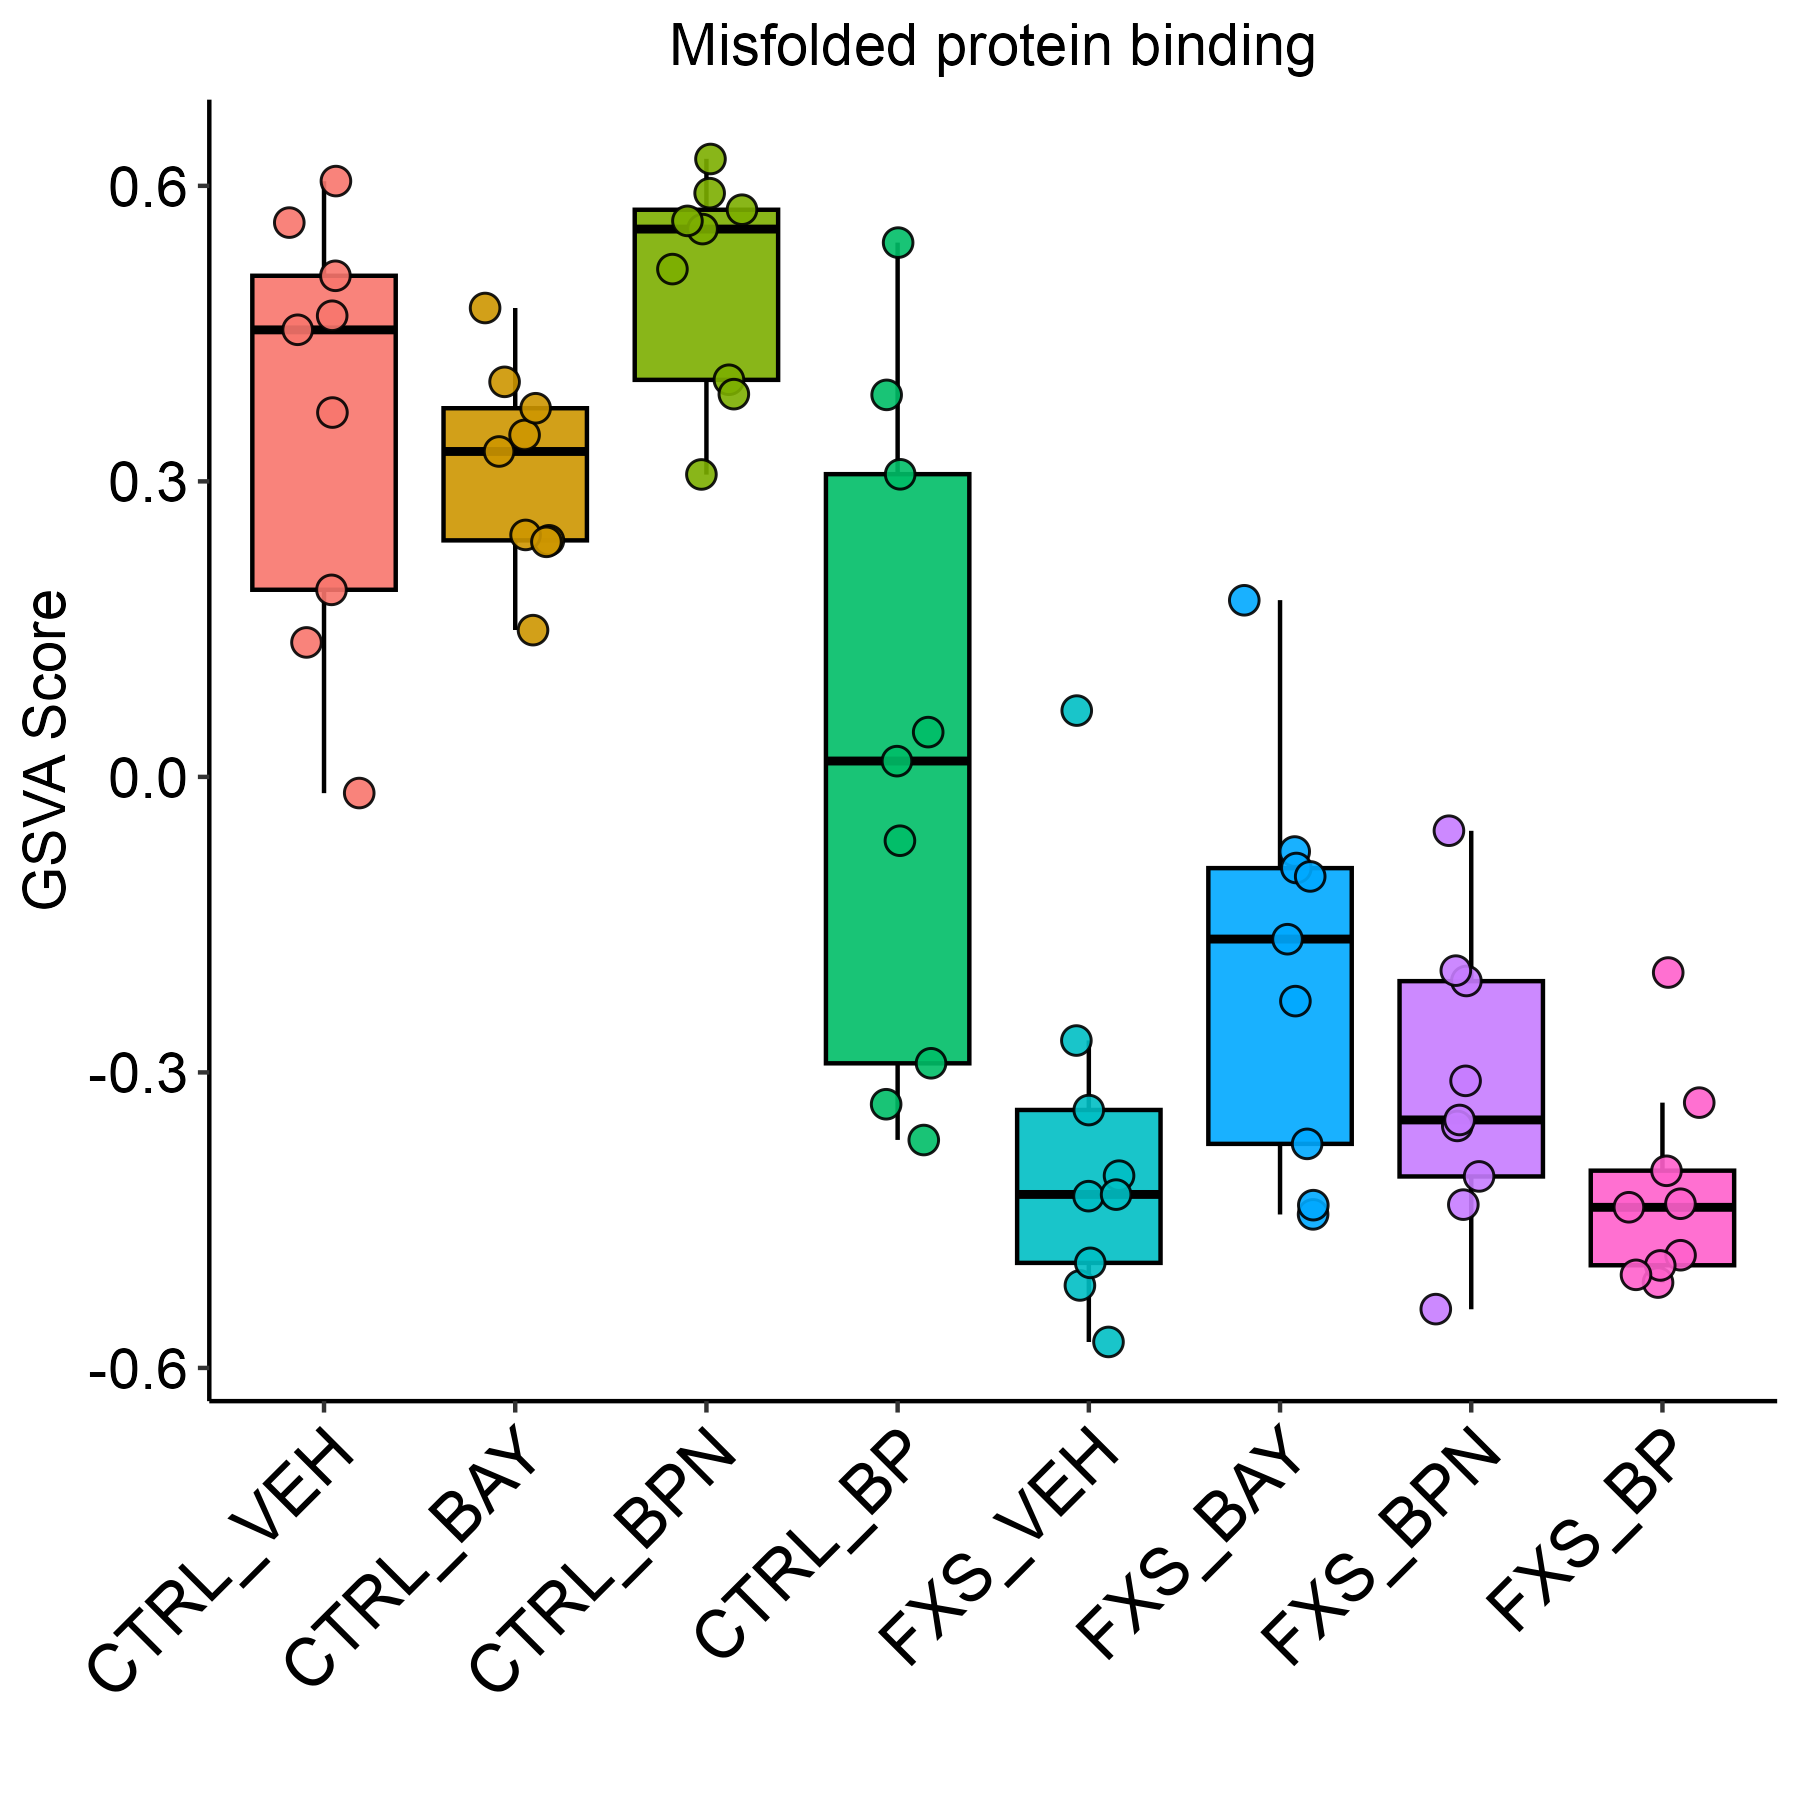 Misfolded protein binding
GSVA Score
0.6
0.3
0.0
-0.3
-0.6
CTRL_VEH
CTRL_BAY
CTRL_BPN
CTRL_BP
FXS_VEH
FXS_BAY
FXS_BPN
FXS_BP